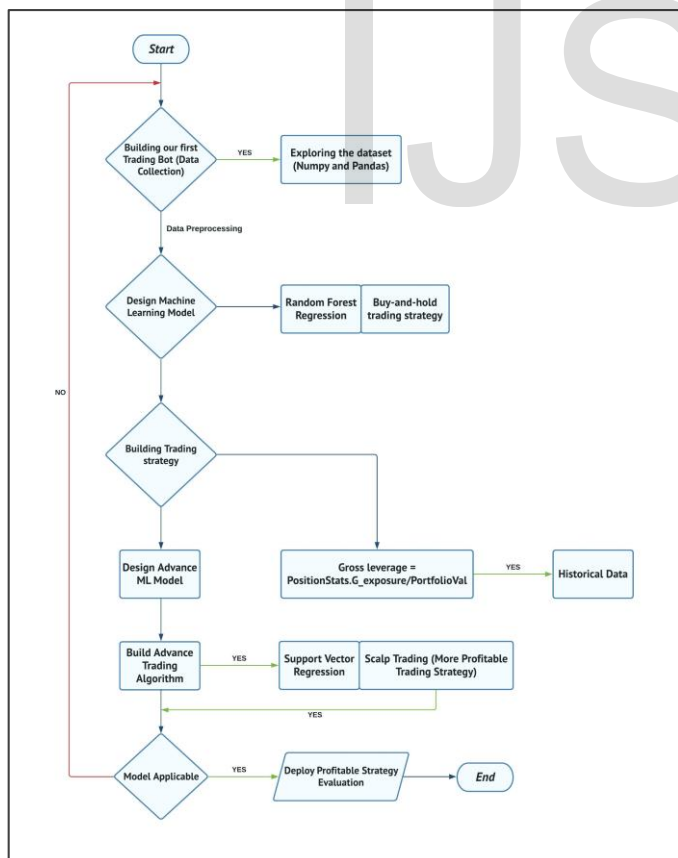 IJS
Start
Building our first
Trading Bot (Data
Collection)
YES
Exploring the dataset
(Numpy and Pandas)
Data Preprocessing
Design Machine
Learning Model
Random Forest
Regression
Buy-and-hold
trading strategy
NO
Building Trading
strategy
Design Advance
ML Model
Gross leverage =
PositionStats.G_exposure/PortfolioVal
YES
Historical Data
Build Advance
Trading
Algorithm
YES
Support Vector
Regression
Scalp Trading (More Profitable
Trading Strategy)
YES
Model Applicable
YES
Deploy Profitable Strategy
Evaluation
End